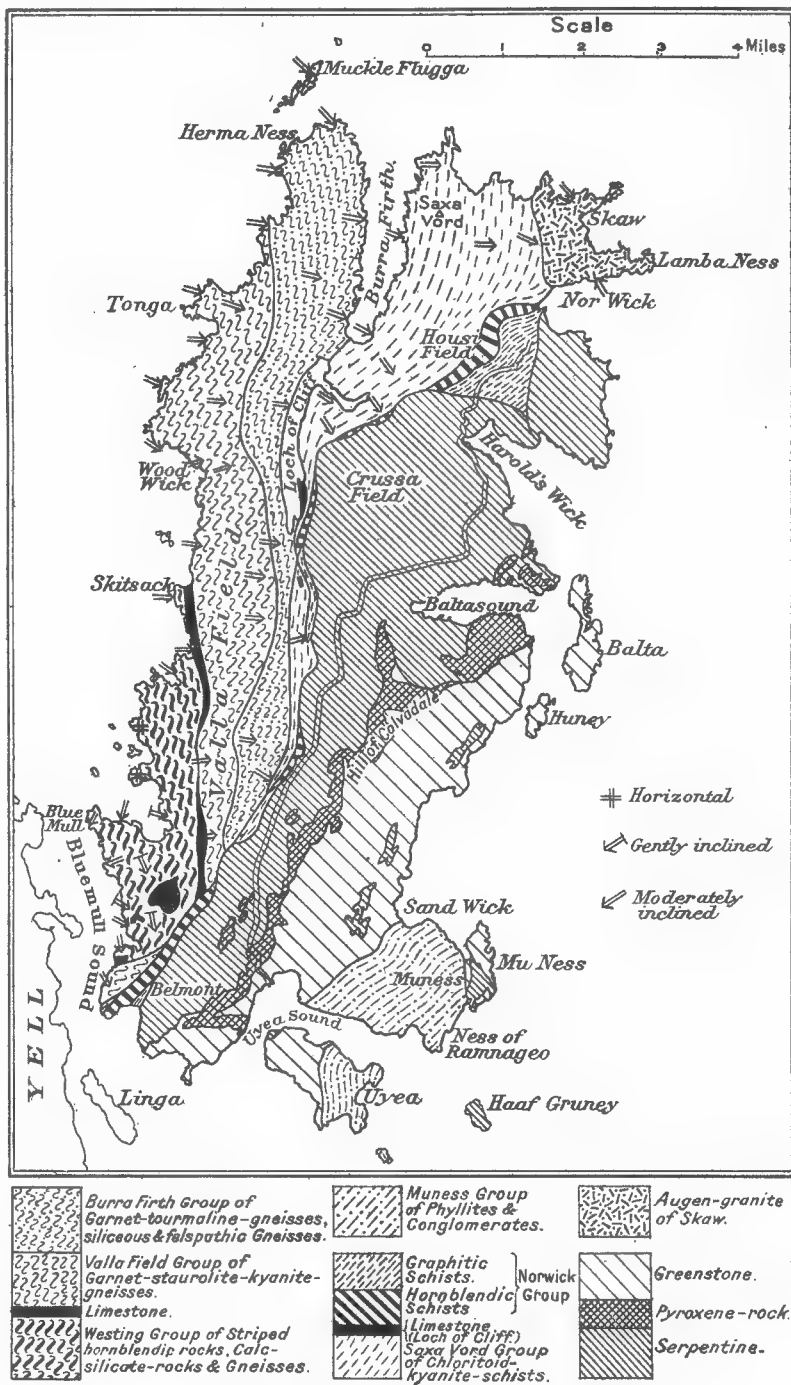 Scale
0 1 2 3 4 Miles
Muckle Flugga
Herma Ness
Burra Firth.
Saxa
Vord
Skaw
Lamba Ness
Nor Wick
Tonga
Field
Loch of Cliff
Harold's Wick
Wood
Wick
Crussa
Field
Valla Field
Skitsack
Baltasound
Balta
Huney
Hill of Colvadale
Horizontal
Blue
Mull
Bluemull Sound
Gently inclined
Moderately
inclined
Sand Wick
Mu Ness
Muness
Belmont
Uyea Sound
Ness of
Ramnageo
YELL
Linga
Uyea
Haaf Gruney
Burra Firth Group of
Garnet-tourmaline-gneisses,
siliceous & felspathic Gneisses.
Valla Field Group of
Garnet-staurolite-kyanite-
gneisses.
Limestone.
Westing Group of Striped
hornblendic rocks, Calc-
silicate-rocks & Gneisses.
Muness Group
of Phyllites &
Conglomerates.
Graphitic
Schists.
Hornblendic
Schists
Norwick
Group
Limestone
(Loch of Cliff)
Saxa Vord Group
of Chloritoid-
kyanite-schists.
Augen-granite
of Skaw.
Greenstone.
Pyroxene-rock.
Serpentine.